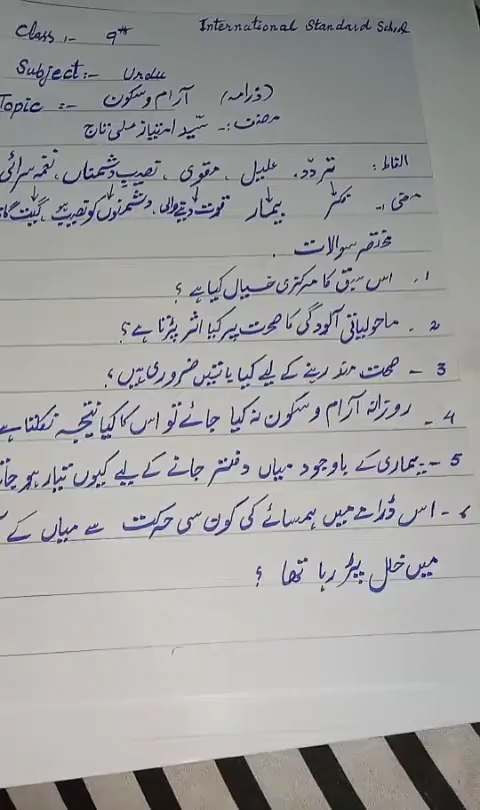 International Standard School
Class :- 9th
Subject:- Urdu
Topic :- آرام و سکون (ڈرامہ)
مصنف :- سید امتیاز علی تاج
الفاظ : تردّد، علیل، مقوی، نصیبِ دشمناں، نغمہ سرائی
معنی :- فکر بیمار قوت دینے والی، دشمنوں کو نصیب ہو، گیت
مختصر سوالات
1. اس سبق کا مرکزی خیال کیا ہے ؟
2. ماحولیاتی آلودگی کا صحت پر کیا اثر پڑتا ہے ؟
3 - صحت مند رہنے کے لیے کیا باتیں ضروری ہیں ؟
4 - روزانہ آرام و سکون نہ کیا جائے تو اس کا کیا نتیجہ نکلتا ہے
5 - بیماری کے باوجود میاں دفتر جانے کے لیے کیوں تیار ہو
6 - اس ڈرامے میں ہمسائے کی کون سی حرکت سے میاں کے
میں خلل پڑ رہا تھا ؟